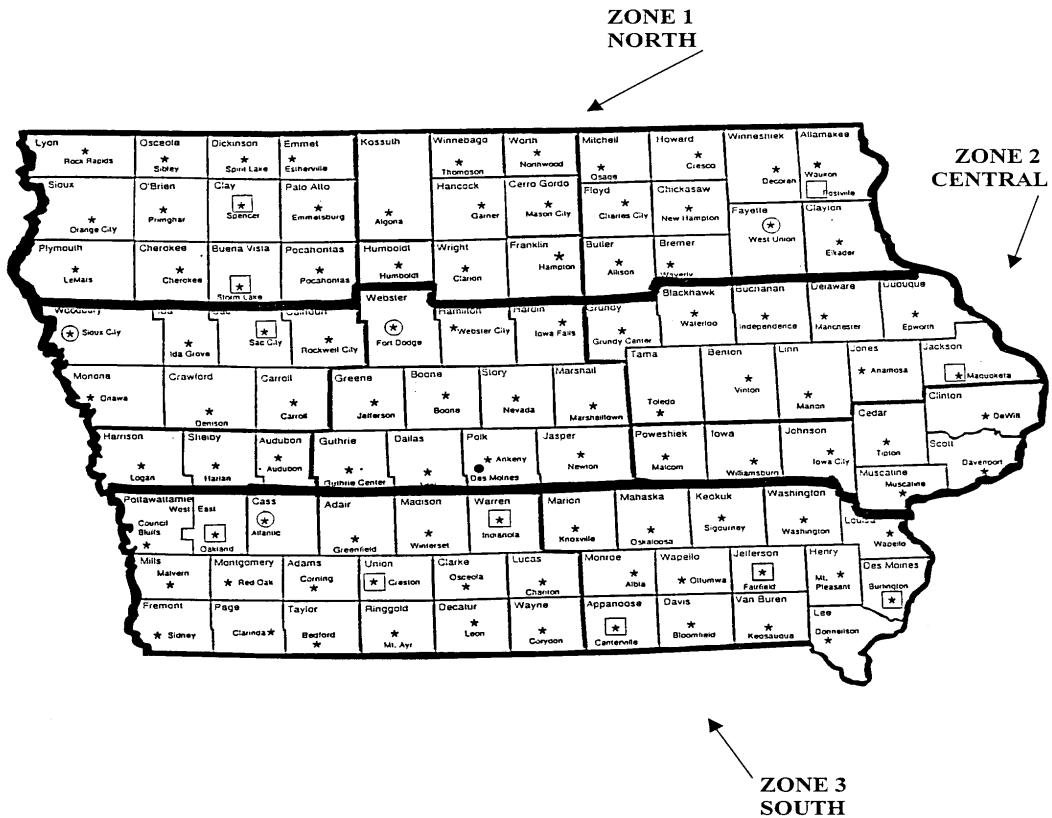 ZONE 1
NORTH
ZONE 2
CENTRAL
Lyon
Rock Rapids
Osceola
Sibley
Dickinson
Spirit Lake
Emmet
Estherville
Kossuth
Algona
Winnebago
Thompson
Worth
Northwood
Mitchell
Osage
Howard
Cresco
Winneshiek
Decorah
Allamakee
Waukon
Postville
Sioux
Orange City
O'Brien
Primghar
Clay
Spencer
Palo Alto
Emmetsburg
Hancock
Garner
Cerro Gordo
Mason City
Floyd
Charles City
Chickasaw
New Hampton
Fayette
West Union
Clayton
Elkader
Plymouth
LeMars
Cherokee
Cherokee
Buena Vista
Storm Lake
Pocahontas
Pocahontas
Humboldt
Humboldt
Wright
Clarion
Franklin
Hampton
Butler
Allison
Bremer
Waverly
Woodbury
Sioux City
Ida
Ida Grove
Sac
Sac City
Calhoun
Rockwell City
Webster
Fort Dodge
Hamilton
Webster City
Hardin
Iowa Falls
Grundy
Grundy Center
Blackhawk
Waterloo
Buchanan
Independence
Delaware
Manchester
Dubuque
Epworth
Monona
Onawa
Crawford
Denison
Carroll
Carroll
Greene
Jefferson
Boone
Boone
Story
Nevada
Marshall
Marshalltown
Tama
Toledo
Benton
Vinton
Linn
Marion
Jones
Anamosa
Jackson
Maquoketa
Clinton
DeWitt
Harrison
Logan
Shelby
Harlan
Audubon
Audubon
Guthrie
Guthrie Center
Dallas
Polk
Ankeny
Des Moines
Jasper
Newton
Poweshiek
Malcom
Iowa
Williamsburg
Johnson
Iowa City
Cedar
Tipton
Scott
Davenport
Muscatine
Muscatine
Pottawattamie
West
East
Council
Bluffs
Oakland
Cass
Atlantic
Adair
Greenfield
Madison
Winterset
Warren
Indianola
Marion
Knoxville
Mahaska
Oskaloosa
Keokuk
Sigourney
Washington
Washington
Louisa
Wapello
Mills
Malvern
Montgomery
Red Oak
Adams
Corning
Union
Creston
Clarke
Osceola
Lucas
Chariton
Monroe
Albia
Wapello
Ottumwa
Jefferson
Fairfield
Henry
Mt.
Pleasant
Des Moines
Burlington
Fremont
Sidney
Page
Clarinda
Taylor
Bedford
Ringgold
Mt. Ayr
Decatur
Leon
Wayne
Corydon
Appanoose
Centerville
Davis
Bloomfield
Van Buren
Keosauqua
Lee
Donnellson
ZONE 3
SOUTH